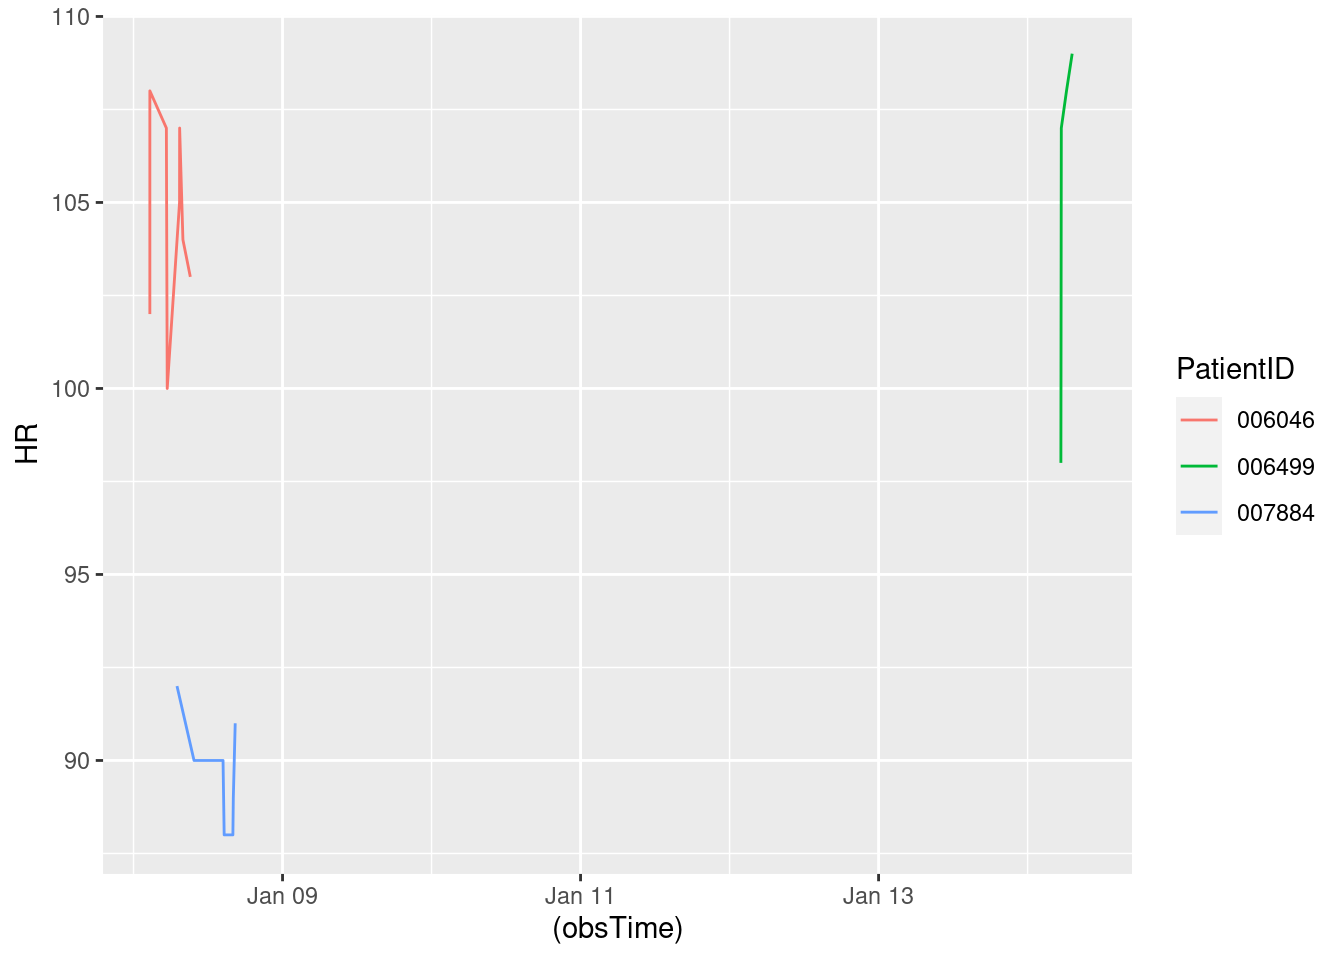 110
105
100
95
90
HR
Jan 09
Jan 11
Jan 13
(obsTime)
PatientID
006046
006499
007884